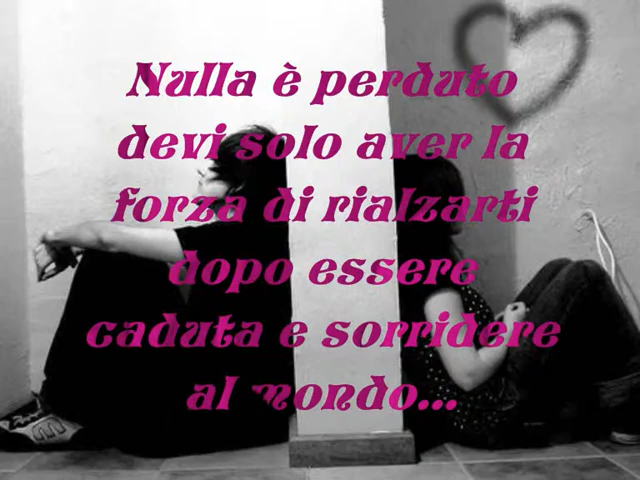 Nulla è perduto
devi solo aver la
forza di rialzarti
dopo essere
caduta e sorridere
al mondo...